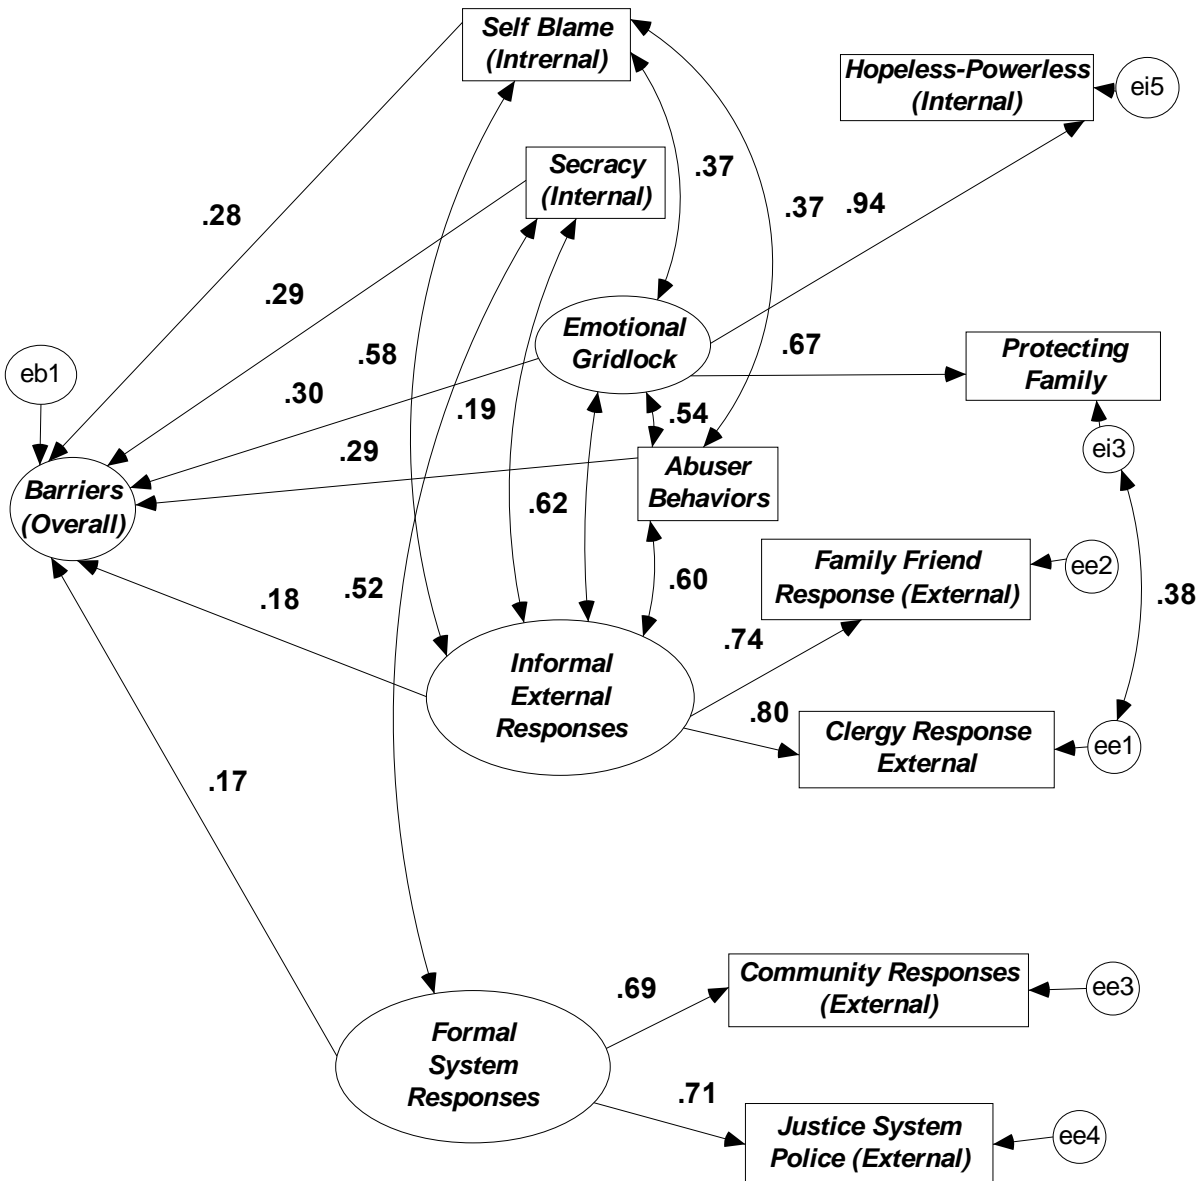 Self Blame
(Intrernal)
Hopeless-Powerless
(Internal)
ei5
Secracy
(Internal)
.37
.37
.94
.28
.29
Emotional
Gridlock
.67
Protecting
Family
eb1
.58
.30
.19
.54
ei3
.29
Abuser
Behaviors
Barriers
(Overall)
.62
Family Friend
Response (External)
ee2
.18
.52
.60
.38
.74
Informal
External
Responses
.80
Clergy Response
External
ee1
.17
.69
Community Responses
(External)
ee3
Formal
System
Responses
.71
Justice System
Police (External)
ee4